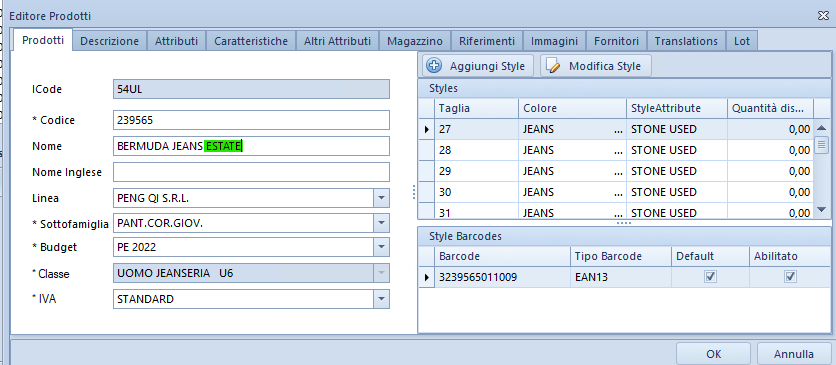 Editore Prodotti
Prodotti Descrizione Attributi Caratteristiche Altri Attributi Magazzino Riferimenti Immagini Fornitori Translations Lot
ICode 54UL
* Codice 239565
Nome BERMUDA JEANS ESTATE
Nome Inglese
Linea PENG QI S.R.L.
* Sottofamiglia PANT.COR.GIOV.
* Budget PE 2022
* Classe UOMO JEANSERIA U6
* IVA STANDARD
Aggiungi Style Modifica Style
Styles
Taglia Colore StyleAttribute Quantità dis...
27 JEANS ... STONE USED 0,00
28 JEANS ... STONE USED 0,00
29 JEANS ... STONE USED 0,00
30 JEANS ... STONE USED 0,00
31 JEANS ... STONE USED 0,00
Style Barcodes
Barcode Tipo Barcode Default Abilitato
3239565011009 EAN13
OK Annulla